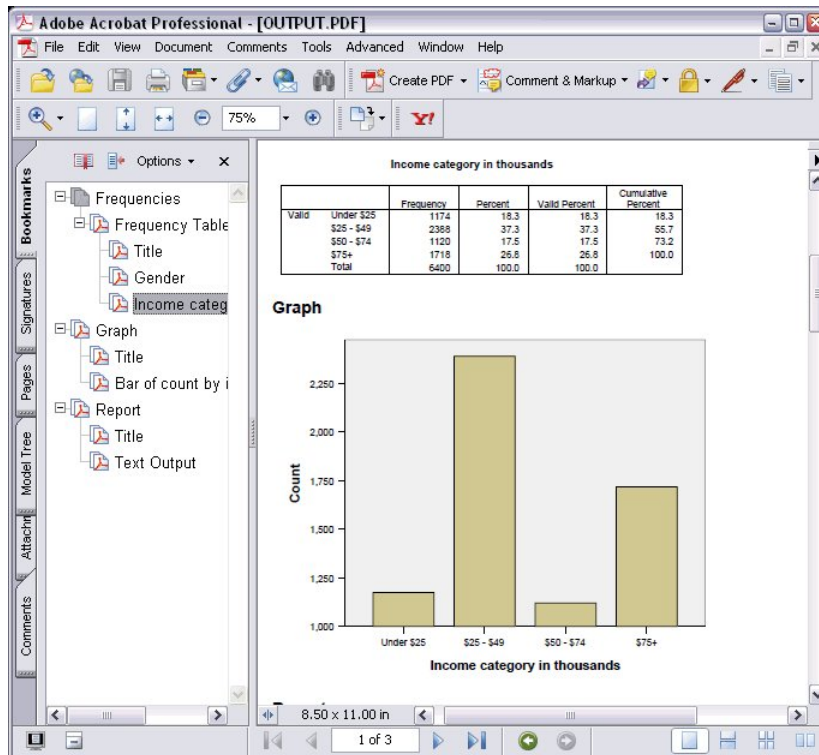 Adobe Acrobat Professional - [OUTPUT.PDF]
File Edit View Document Comments Tools Advanced Window Help
Create PDF Comment & Markup
75% Y!
Bookmarks
Signatures
Pages
Model Tree
Attachm
Comments
Options x
Frequencies
Frequency Table
Title
Gender
Income categ
Graph
Title
Bar of count by i
Report
Title
Text Output
Income category in thousands
Frequency Percent Valid Percent Cumulative Percent
Valid Under $25 1174 18.3 18.3 18.3
$25 - $49 2388 37.3 37.3 55.7
$50 - $74 1120 17.5 17.5 73.2
$75+ 1718 26.8 26.8 100.0
Total 6400 100.0 100.0
Graph
2,250
2,000
1,750
1,500
1,250
1,000
Count
Under $25 $25 - $49 $50 - $74 $75+
Income category in thousands
8.50 x 11.00 in
1 of 3